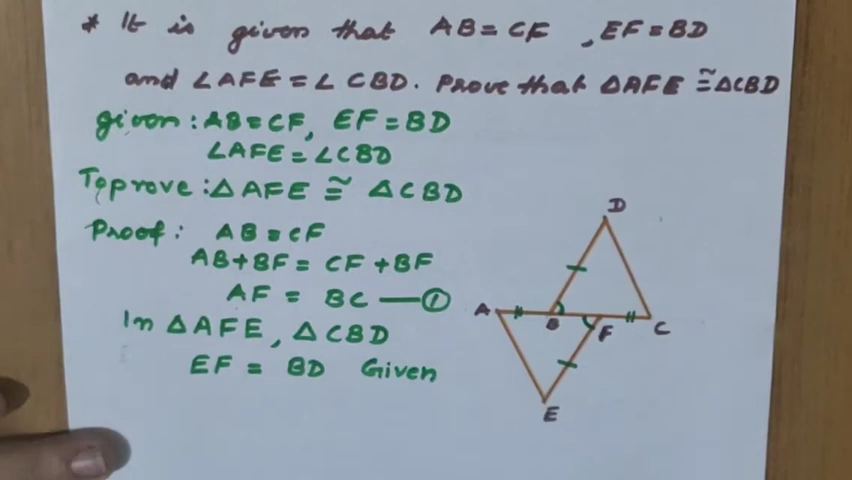 * It is given that AB = CF , EF = BD
and ∠AFE = ∠CBD. Prove that △AFE ≅ △CBD
given : AB = CF, EF = BD
∠AFE = ∠CBD
To prove : △AFE ≅ △CBD
Proof : AB = CF
AB + BF = CF + BF
AF = BC — ①
In △AFE, △CBD
EF = BD Given
D
A
B
F
C
E